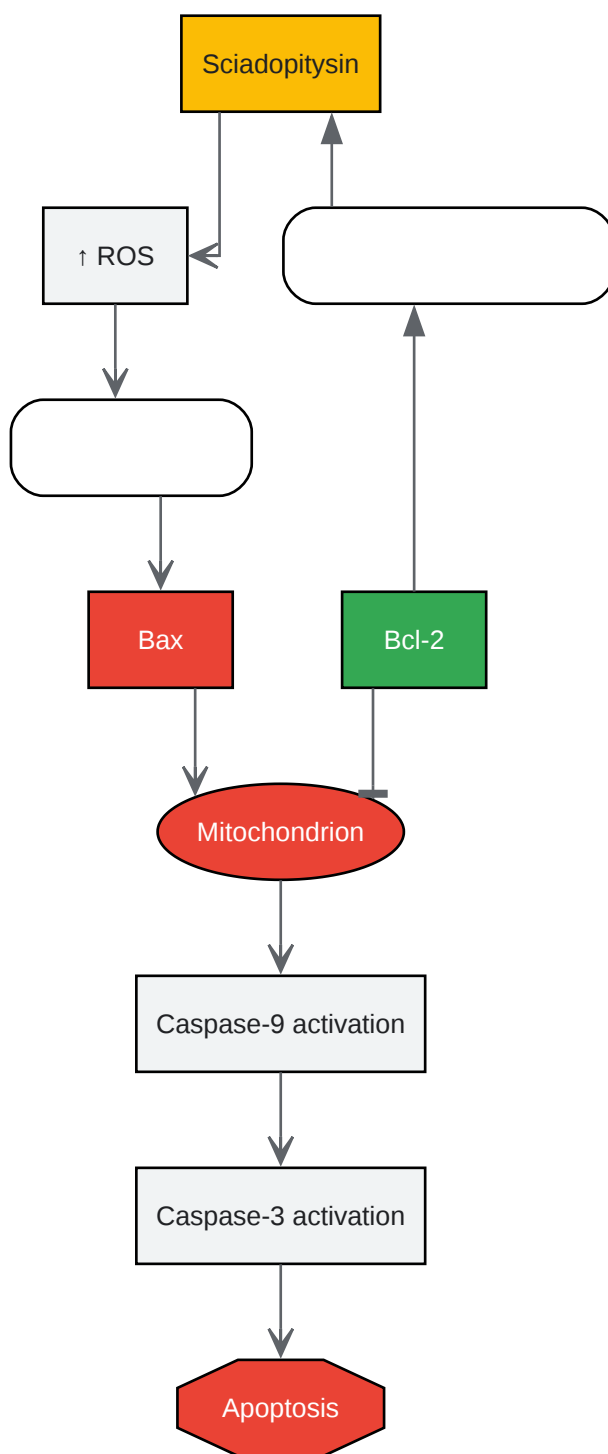 Sciadopitysin
↑ ROS
Bax
Bcl-2
Mitochondrion
Caspase-9 activation
Caspase-3 activation
Apoptosis